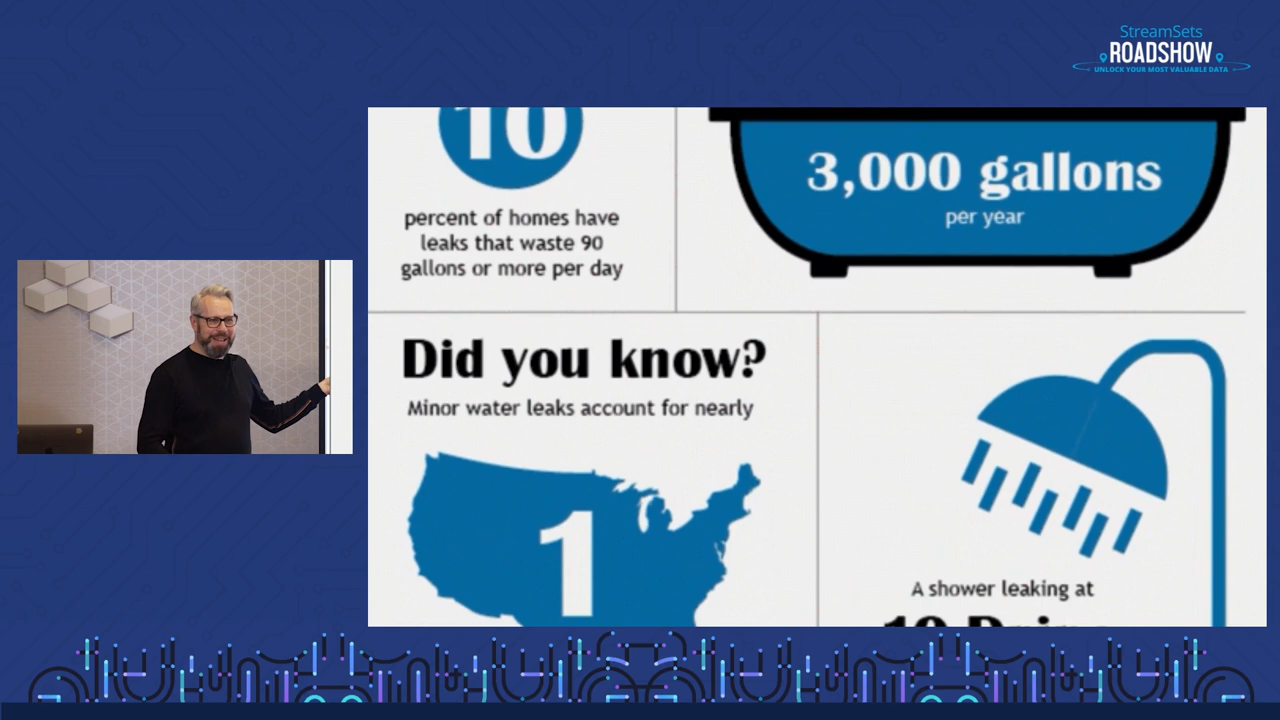 StreamSets
ROADSHOW
UNLOCK YOUR MOST VALUABLE DATA
10
percent of homes have
leaks that waste 90
gallons or more per day
3,000 gallons
per year
Did you know?
Minor water leaks account for nearly
1
A shower leaking at
10 Drips